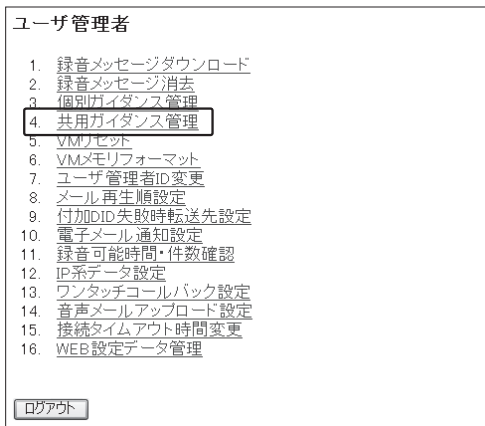 ユーザ管理者
1. 録音メッセージダウンロード
2. 録音メッセージ消去
3. 個別ガイダンス管理
4. 共用ガイダンス管理
5. VMリセット
6. VMメモリフォーマット
7. ユーザ管理者ID変更
8. メール再生順設定
9. 付加DID失敗時転送先設定
10. 電子メール通知設定
11. 録音可能時間・件数確認
12. IP系データ設定
13. ワンタッチコールバック設定
14. 音声メールアップロード設定
15. 接続タイムアウト時間変更
16. WEB設定データ管理
ログアウト